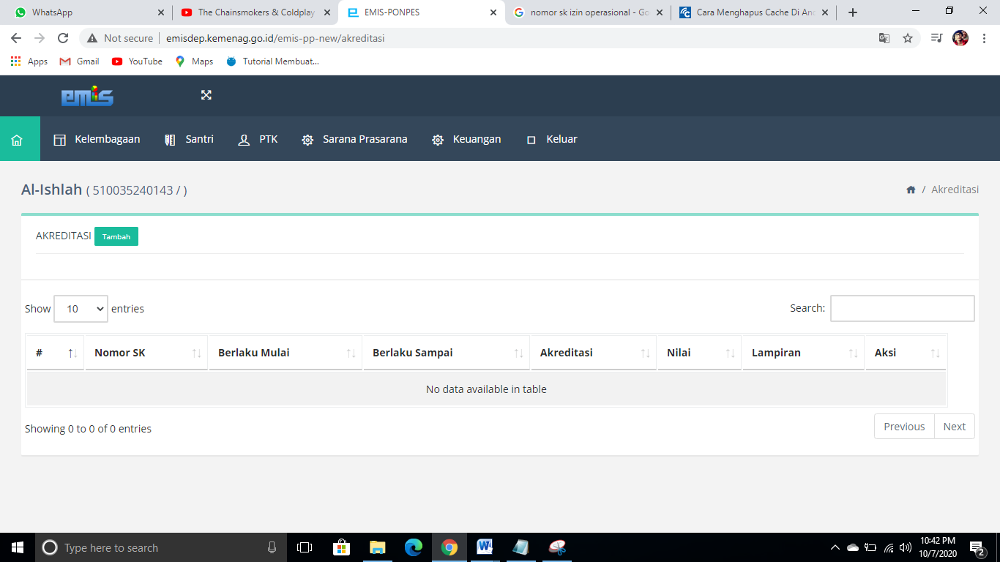 WhatsApp
The Chainsmokers & Coldplay
EMIS-PONPES
nomor sk izin operasional - Go
Cara Menghapus Cache Di And
Not secure
emisdep.kemenag.go.id/emis-pp-new/akreditasi
Apps
Gmail
YouTube
Maps
Tutorial Membuat...
emis
Kelembagaan
Santri
PTK
Sarana Prasarana
Keuangan
Keluar
Al-Ishlah ( 510035240143 / )
/ Akreditasi
AKREDITASI Tambah
Show 10 entries
Search:
# Nomor SK Berlaku Mulai Berlaku Sampai Akreditasi Nilai Lampiran Aksi
No data available in table
Showing 0 to 0 of 0 entries
Previous Next
Type here to search
10:42 PM
10/7/2020
2